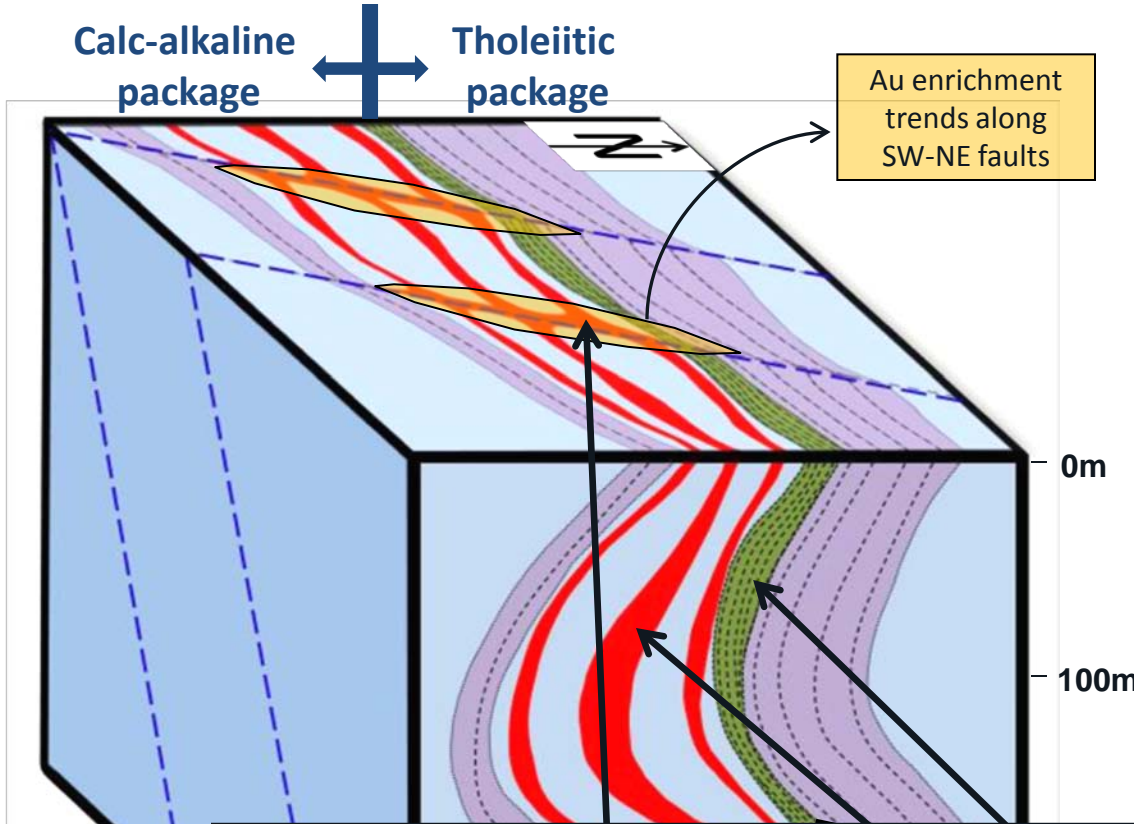 Calc-alkaline
package
Tholeiitic
package
Au enrichment
trends along
SW-NE faults
N
0m
100m